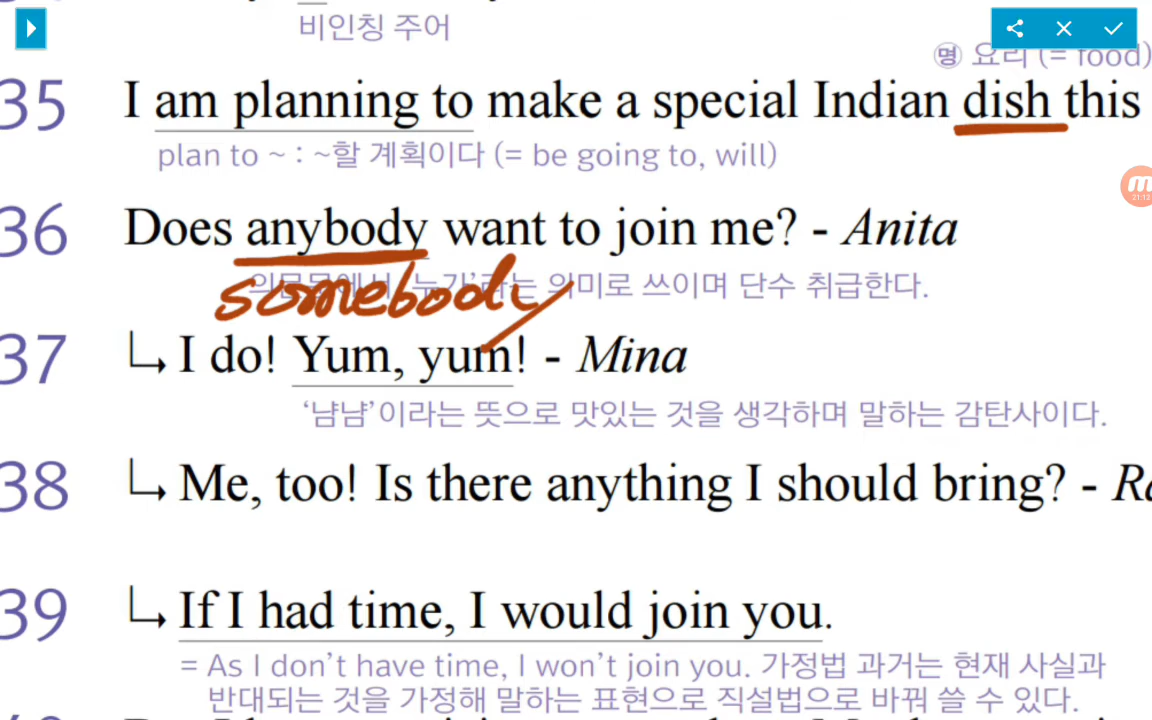 비인칭 주어
명 요리 (= food)
35 I am planning to make a special Indian dish this
plan to ~ : ~할 계획이다 (= be going to, will)
21:12
36 Does anybody want to join me? - Anita
의문문에서 '누가'라는 의미로 쓰이며 단수 취급한다.
somebody
37 ↳ I do! Yum, yum! - Mina
'냠냠'이라는 뜻으로 맛있는 것을 생각하며 말하는 감탄사이다.
38 ↳ Me, too! Is there anything I should bring? -
39 ↳ If I had time, I would join you.
= As I don't have time, I won't join you. 가정법 과거는 현재 사실과
반대되는 것을 가정해 말하는 표현으로 직설법으로 바꿔 쓸 수 있다.